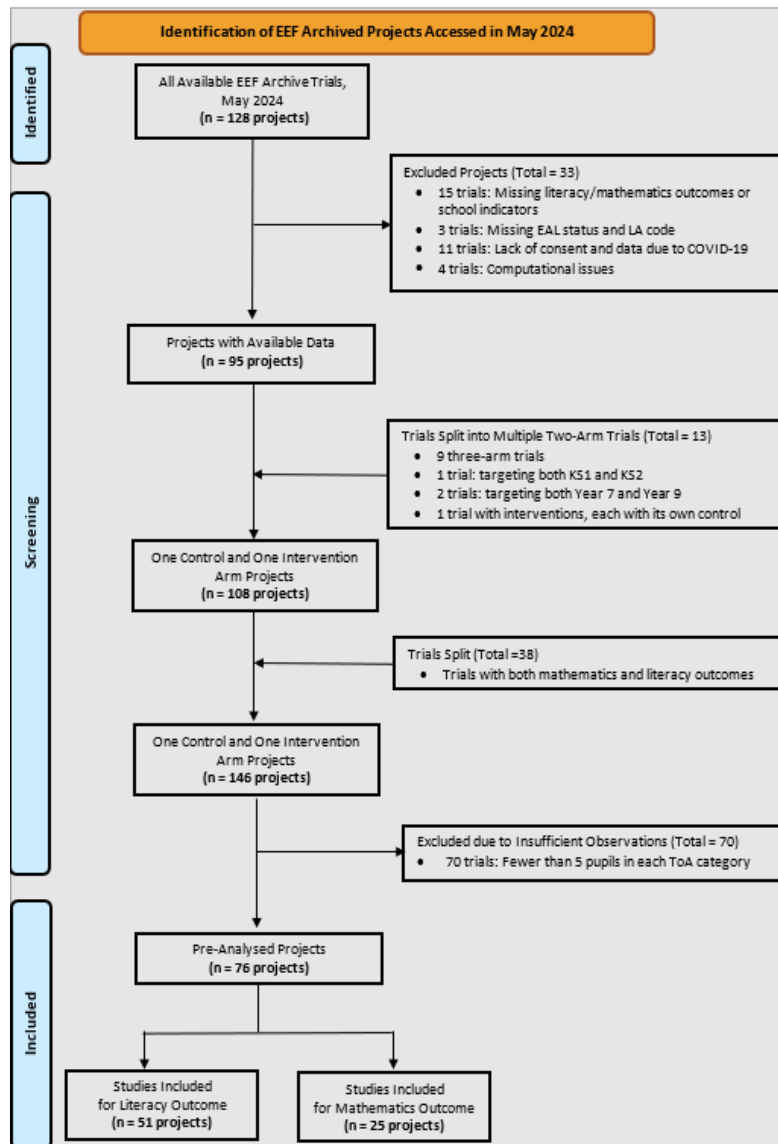 Identification of EEF Archived Projects Accessed in May 2024
Identified
All Available EEF Archive Trials,
May 2024
(n = 128 projects)
Excluded Projects (Total = 33)
• 15 trials: Missing literacy/mathematics outcomes or
school indicators
• 3 trials: Missing EAL status and LA code
• 11 trials: Lack of consent and data due to COVID-19
• 4 trials: Computational issues
Screening
Projects with Available Data
(n = 95 projects)
Trials Split into Multiple Two-Arm Trials (Total = 13)
• 9 three-arm trials
• 1 trial: targeting both KS1 and KS2
• 2 trials: targeting both Year 7 and Year 9
• 1 trial with interventions, each with its own control
One Control and One Intervention
Arm Projects
(n = 108 projects)
Trials Split (Total =38)
• Trials with both mathematics and literacy outcomes
One Control and One Intervention
Arm Projects
(n = 146 projects)
Excluded due to Insufficient Observations (Total = 70)
• 70 trials: Fewer than 5 pupils in each ToA category
Included
Pre-Analysed Projects
(n = 76 projects)
Studies Included
for Literacy Outcome
(n = 51 projects)
Studies Included
for Mathematics Outcome
(n = 25 projects)